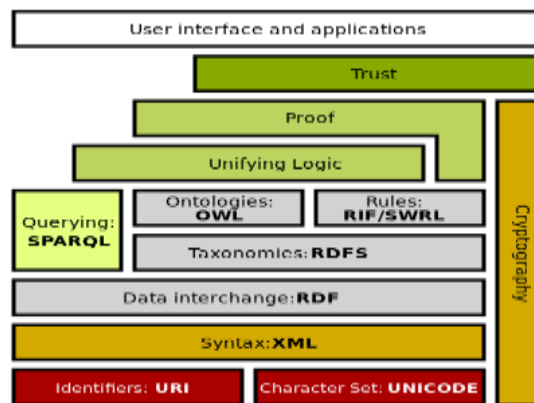 User interface and applications
Trust
Proof
Unifying Logic
Ontologies:
OWL
Rules:
RIF/SWRL
Querying:
SPARQL
Taxonomies: RDFS
Data interchange:RDF
Syntax:XML
Identifiers: URI
Character Set: UNICODE
Cryptography